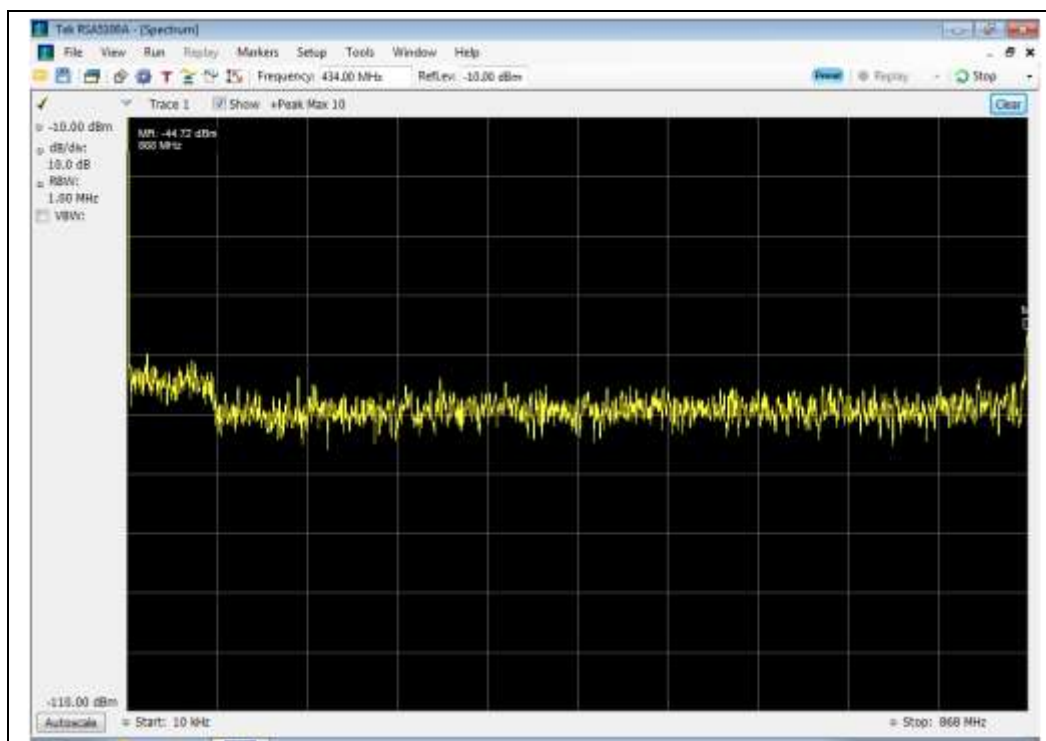 Tek RSA5100A - [Spectrum]
File View Run Replay Markers Setup Tools Window Help
Frequency: 434.00 MHz RefLev: -10.00 dBm Preset Replay Stop
Trace 1 Show +Peak Max 10 Clear
-10.00 dBm
dB/div:
10.0 dB
RBW:
1.00 MHz
VBW:
MR: -44.72 dBm
868 MHz
-110.00 dBm
Autoscale Start: 10 kHz Stop: 868 MHz